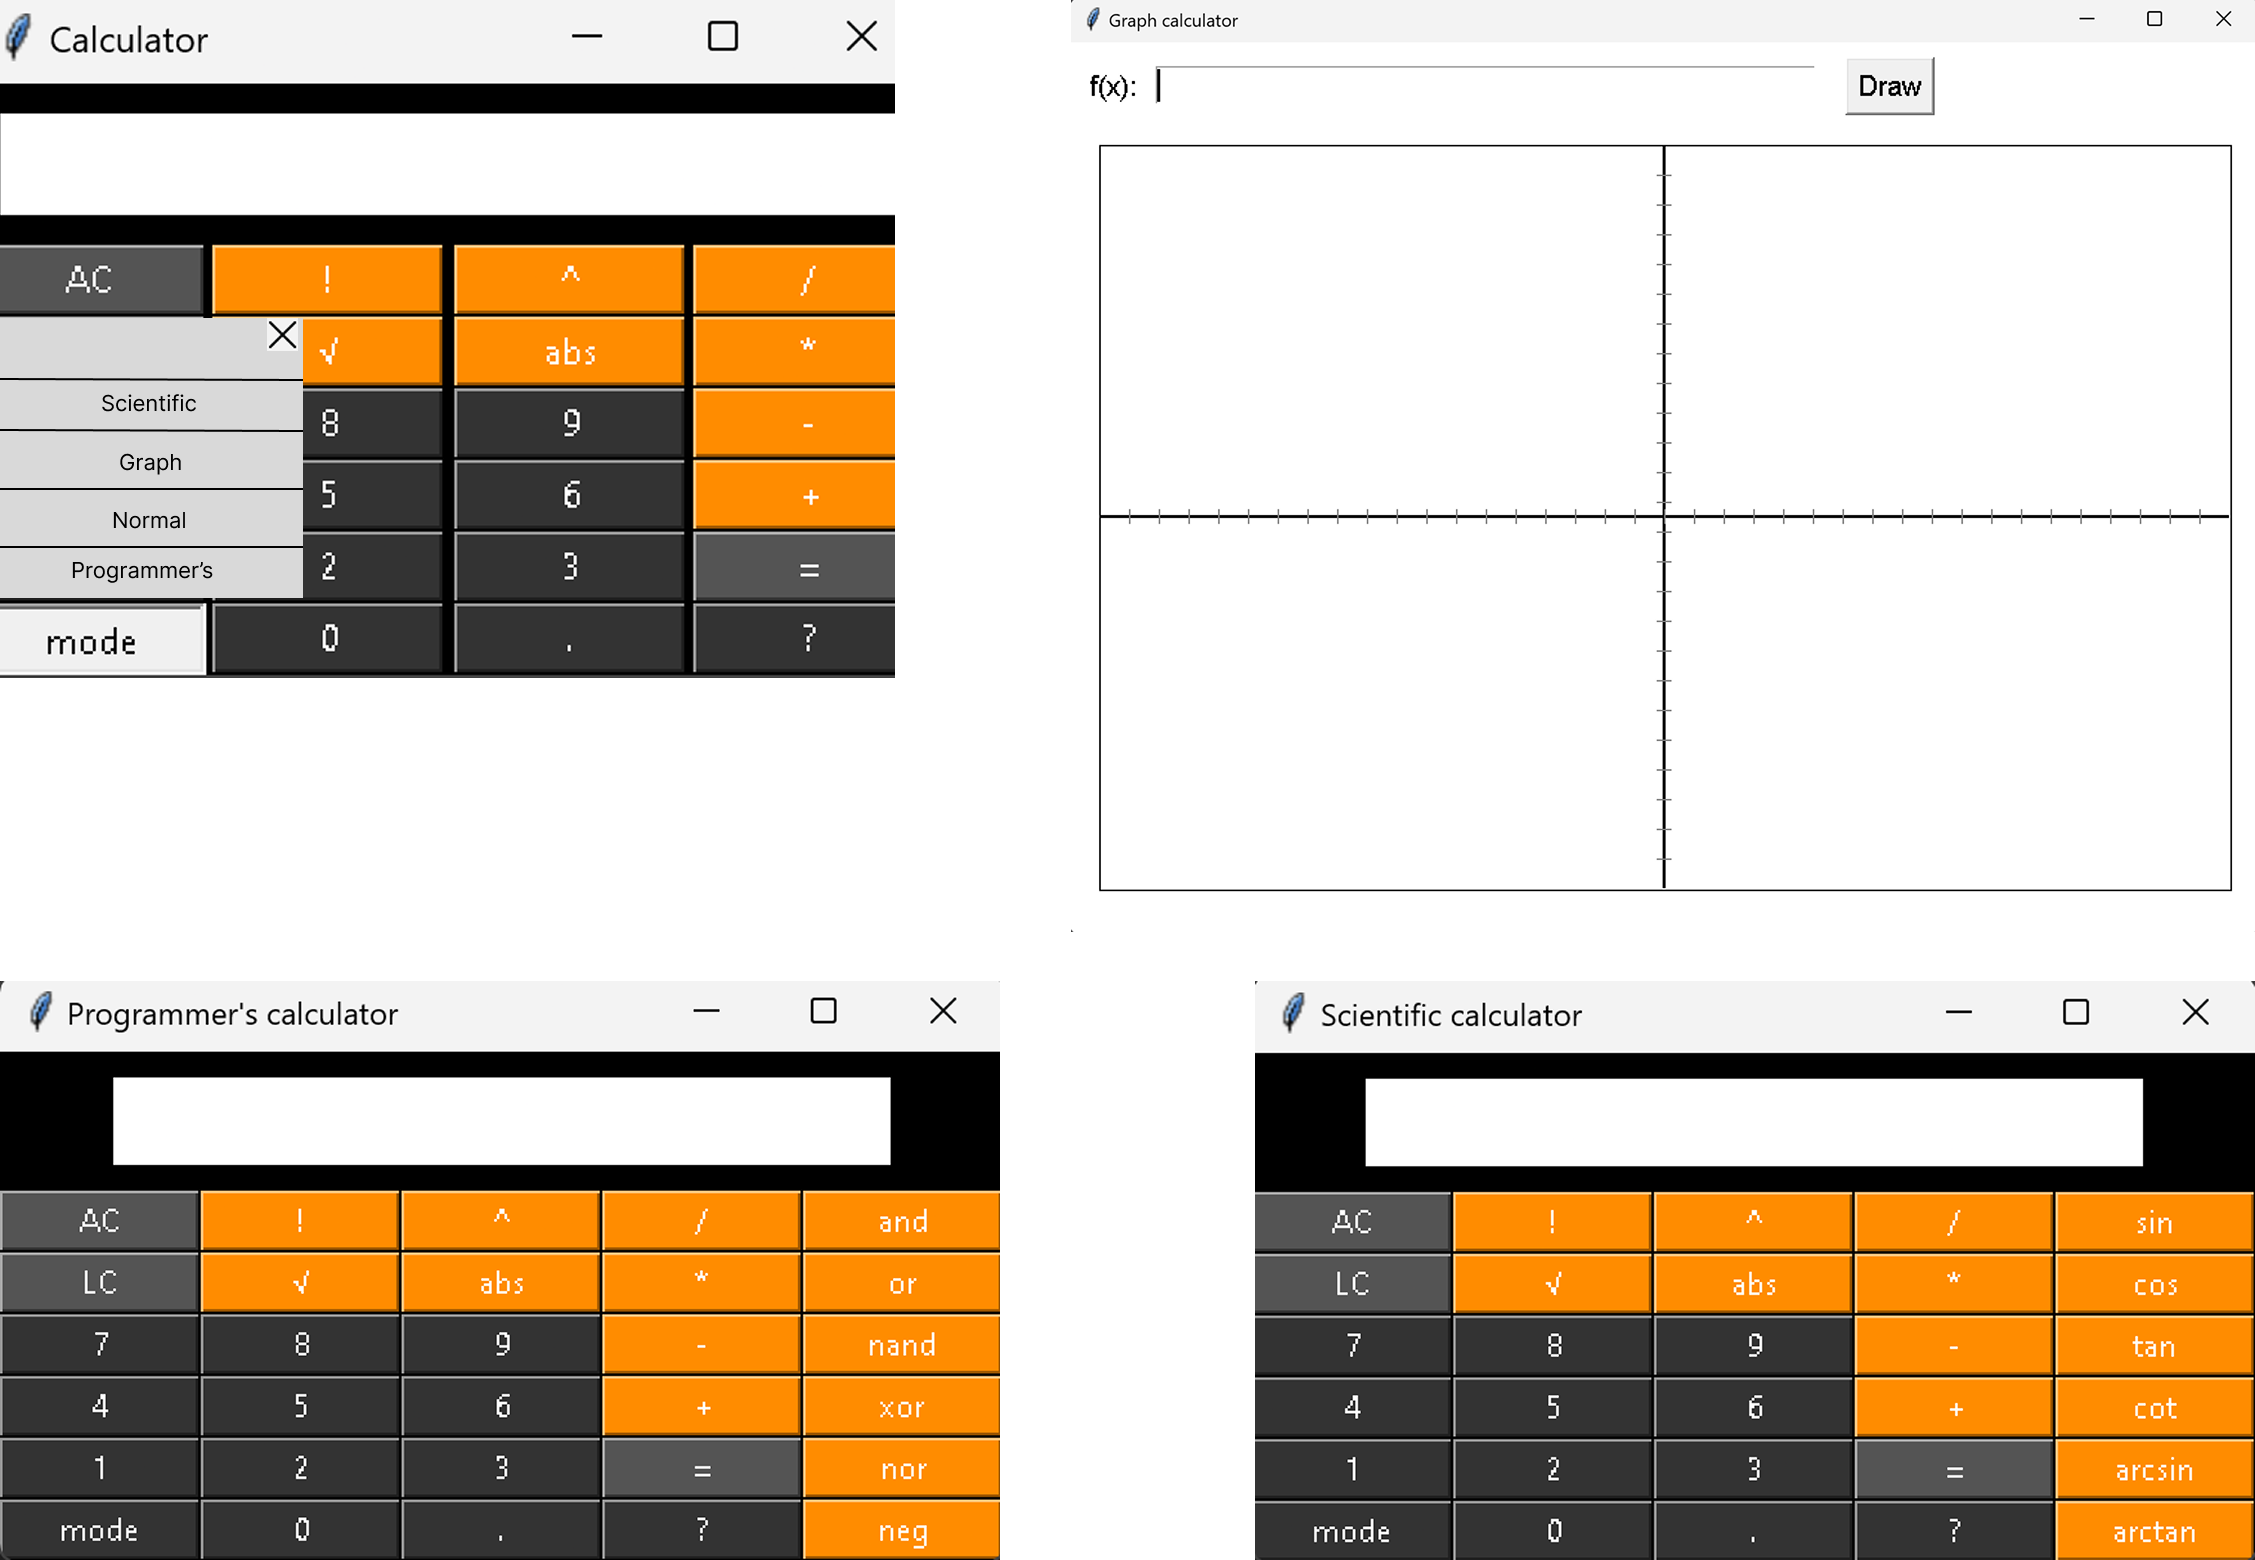 Calculator
AC ! ^ /
√ abs *
Scientific 8 9 -
Graph 5 6 +
Normal
Programmer’s 2 3 =
mode 0 . ?
Graph calculator
f(x): Draw
Programmer's calculator
AC ! ^ / and
LC √ abs * or
7 8 9 - nand
4 5 6 + xor
1 2 3 = nor
mode 0 . ? neg
Scientific calculator
AC ! ^ / sin
LC √ abs * cos
7 8 9 - tan
4 5 6 + cot
1 2 3 = arcsin
mode 0 . ? arctan